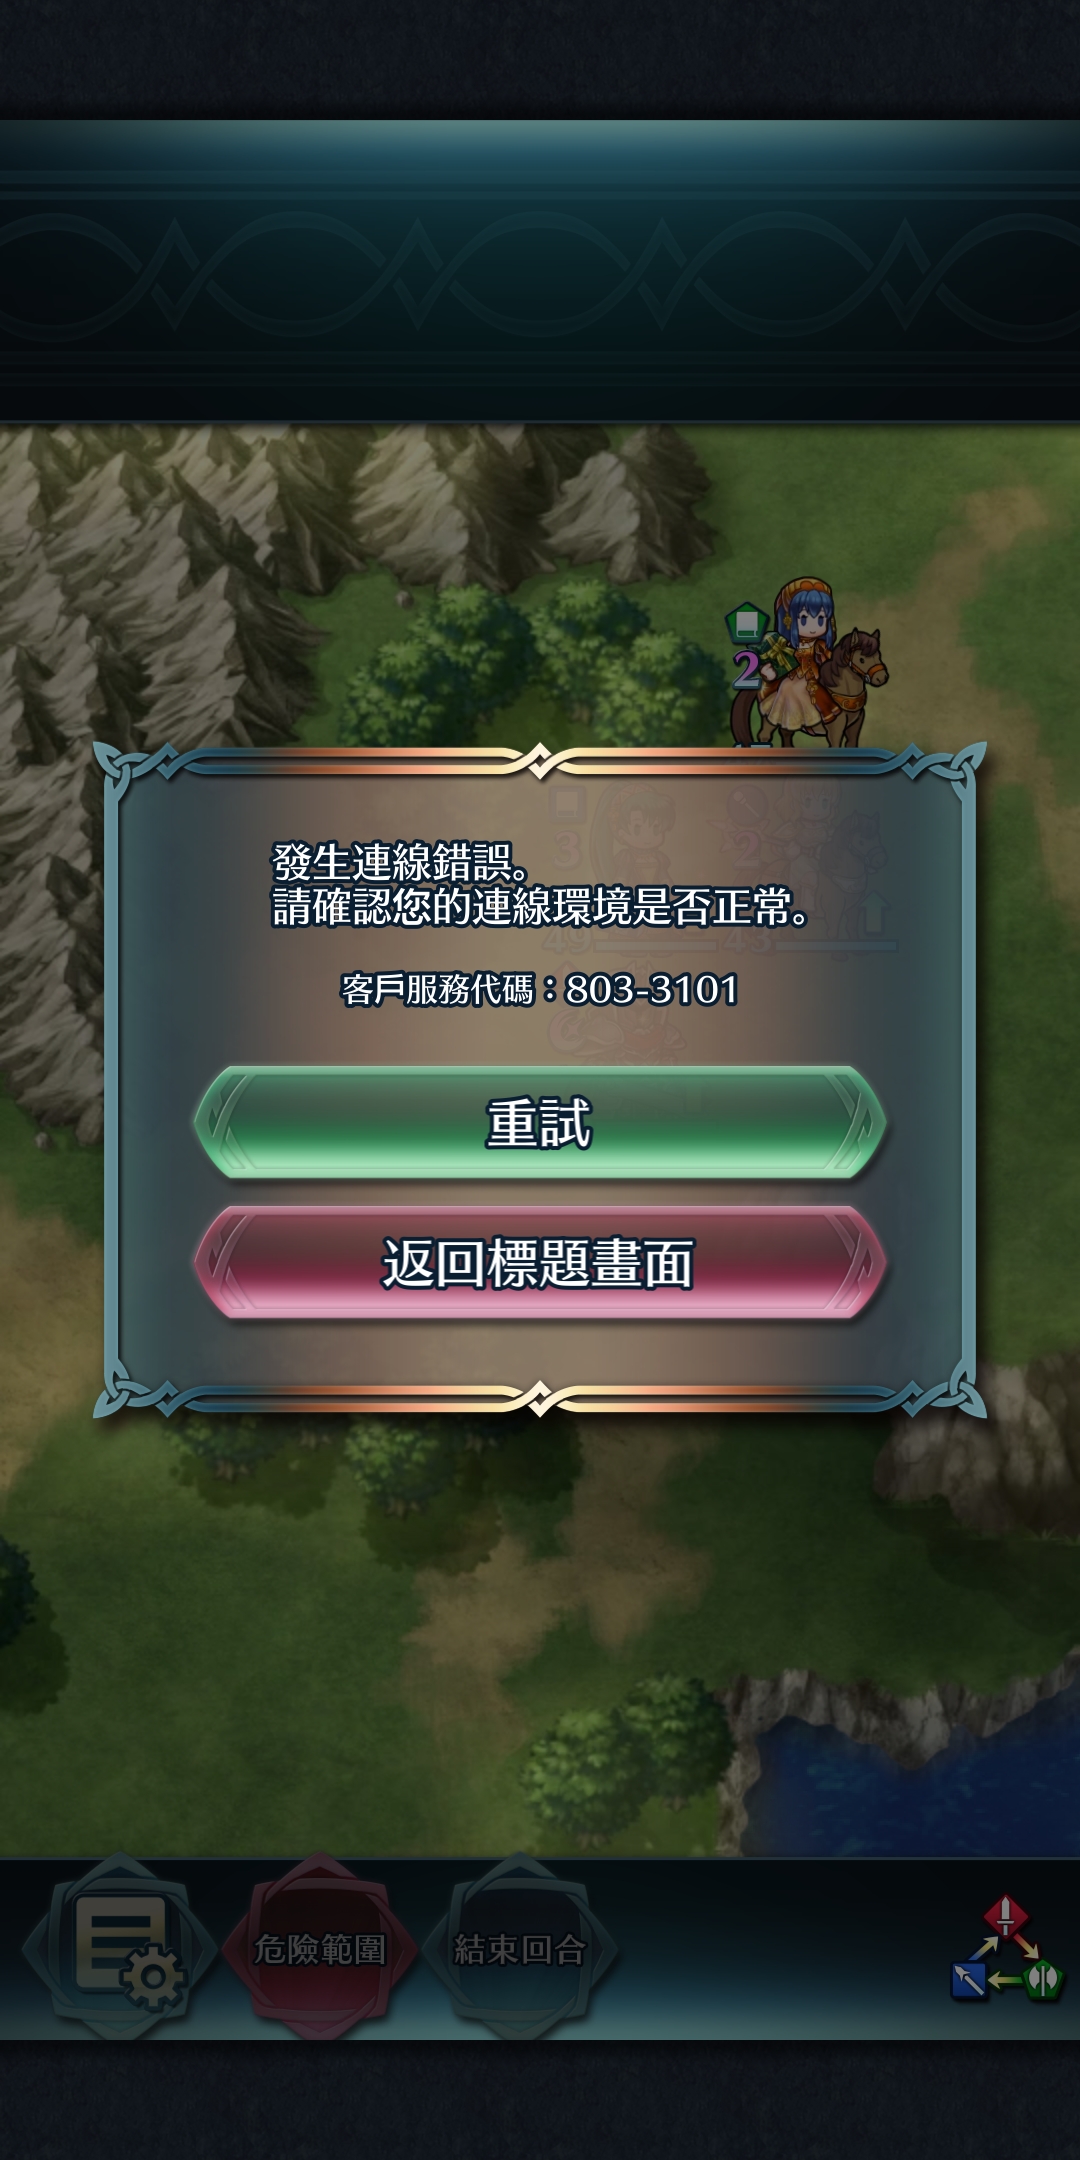 2
發生連線錯誤。
請確認您的連線環境是否正常。
客戶服務代碼：803-3101
重試
返回標題畫面
危險範圍
結束回合